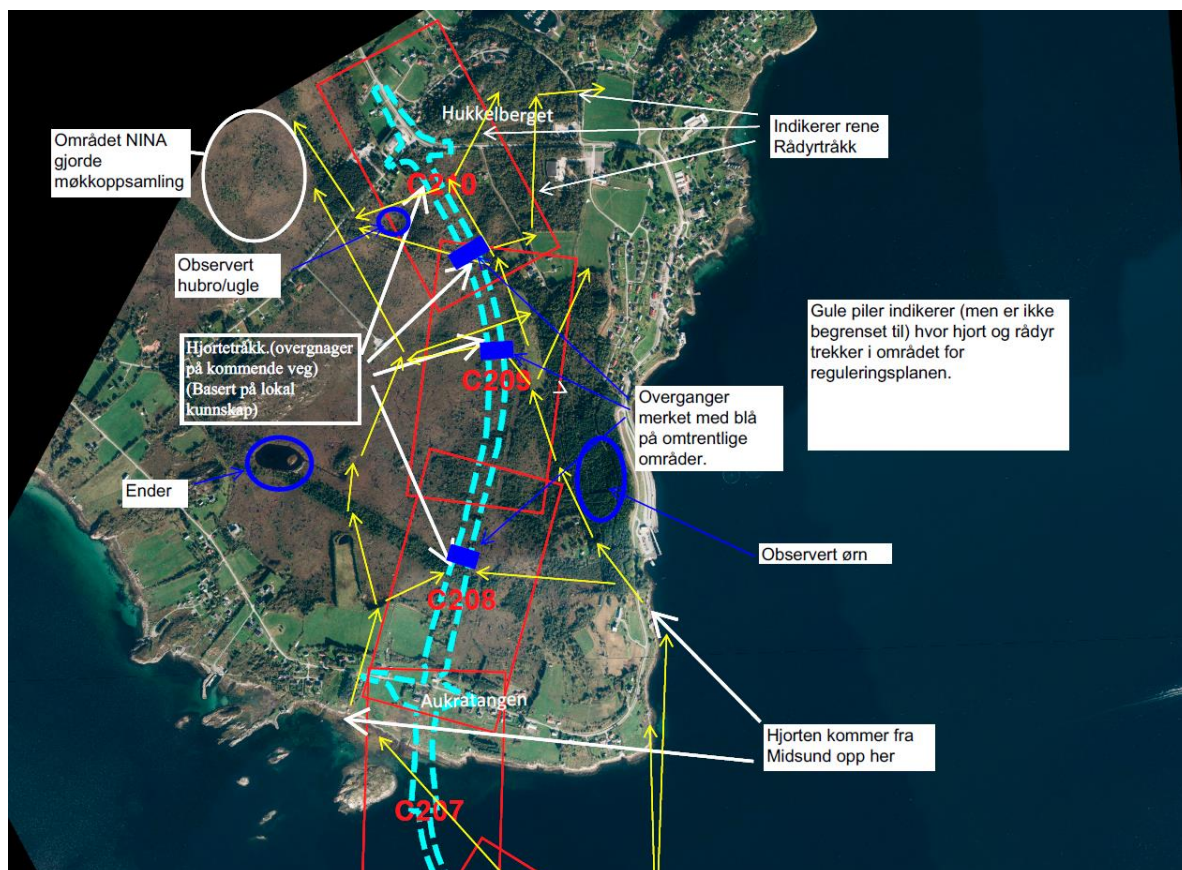 Hukkelberget
Indikerer rene
Rådyrtråkk
Området NINA
gjorde
møkkoppsamling
C210
Observert
hubro/ugle
Gule piler indikerer (men er ikke
begrenset til) hvor hjort og rådyr
trekker i området for
reguleringsplanen.
Hjortetråkk.(overgnager
på kommende veg)
(Basert på lokal
kunnskap)
C209
Overganger
merket med blå
på omtrentlige
områder.
Ender
Observert ørn
C208
Aukratangen
Hjorten kommer fra
Midsund opp her
C207